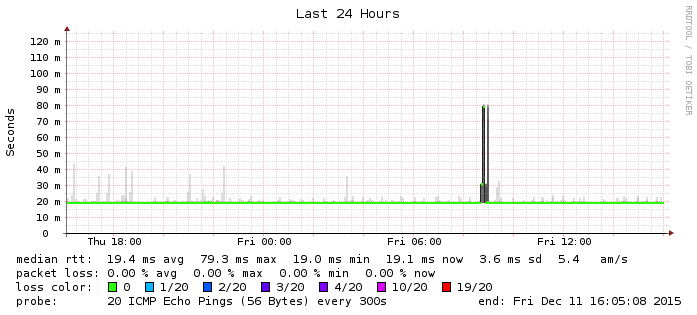 Last 24 Hours
RRDTOOL / TOBI OETIKER
Seconds
120 m
110 m
100 m
90 m
80 m
70 m
60 m
50 m
40 m
30 m
20 m
10 m
0
Thu 18:00 Fri 00:00 Fri 06:00 Fri 12:00
median rtt: 19.4 ms avg 79.3 ms max 19.0 ms min 19.1 ms now 3.6 ms sd 5.4 am/s
packet loss: 0.00 % avg 0.00 % max 0.00 % min 0.00 % now
loss color: 0 1/20 2/20 3/20 4/20 10/20 19/20
probe: 20 ICMP Echo Pings (56 Bytes) every 300s end: Fri Dec 11 16:05:08 2015